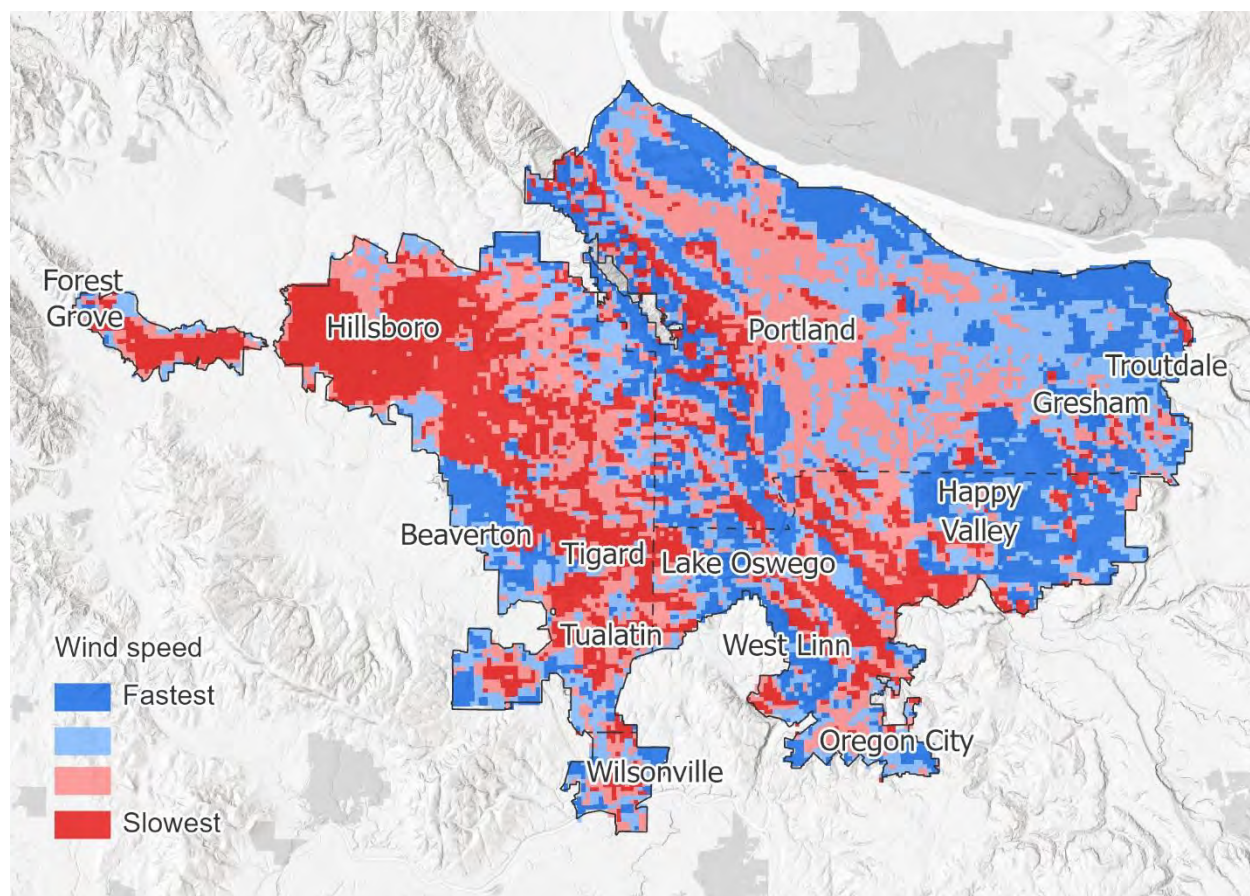 Forest
Grove
Hillsboro
Portland
Troutdale
Gresham
Happy
Valley
Beaverton
Tigard
Lake Oswego
Tualatin
West Linn
Oregon City
Wilsonville
Wind speed
Fastest
Slowest